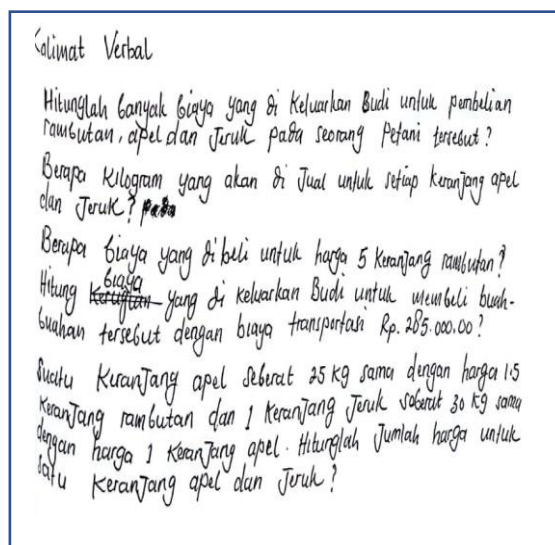 Kalimat Verbal
Hitunglah banyak biaya yang di keluarkan Budi untuk pembelian
rambutan, apel dan Jeruk pada seorang Petani tersebut?
Berapa kilogram yang akan di Jual untuk setiap keranjang apel
dan Jeruk? pada
Berapa biaya yang di beli untuk harga 5 keranjang rambutan?
Hitung kerugian biaya yang di keluarkan Budi untuk membeli buah-
buahan tersebut dengan biaya transportasi Rp. 285.000.00?
Suatu KeranJang apel seberat 25 kg sama dengan harga 1.5
KeranJang rambutan dan 1 keranJang Jeruk seberat 30 kg sama
dengan harga 1 KeranJang apel. Hitunglah Jumlah harga untuk
satu keranJang apel dan Jeruk?